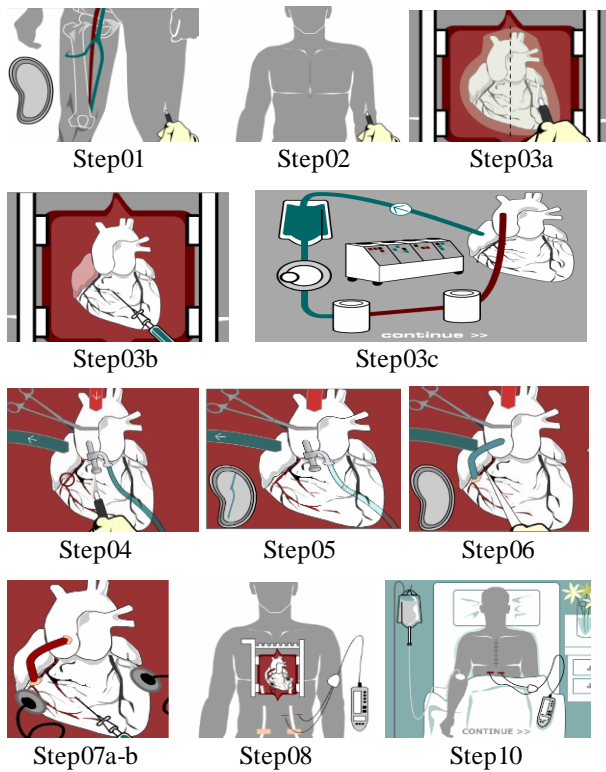 Step01
Step02
Step03a
continue >>
Step03b
Step03c
Step04
Step05
Step06
CONTINUE >>
Step07a-b
Step08
Step10